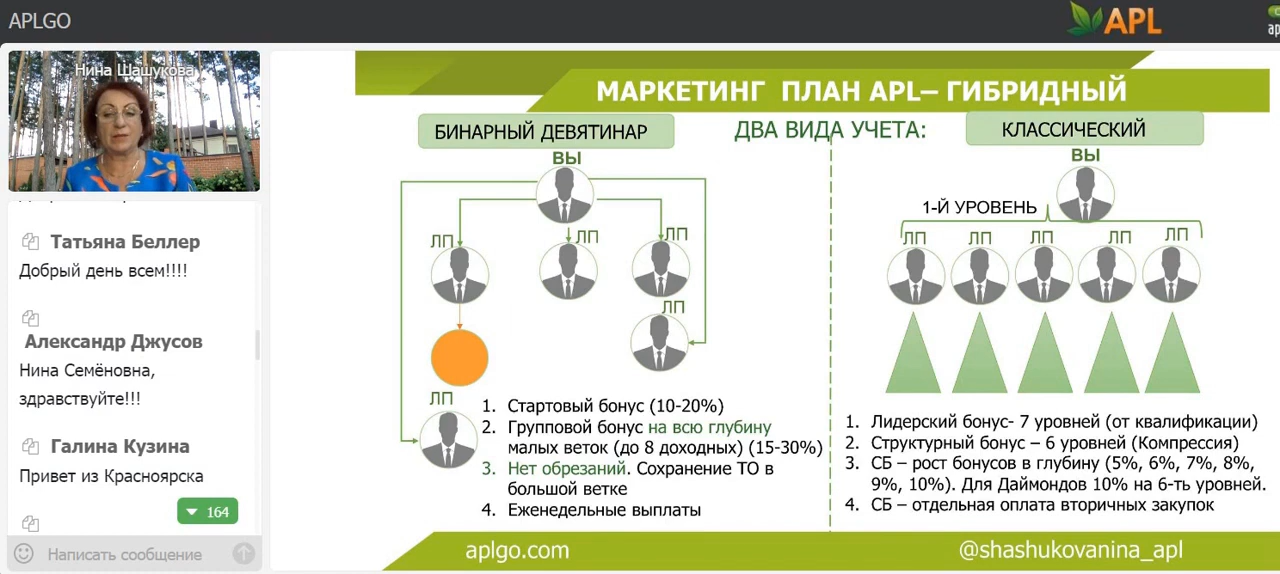 APLGO
APL
Нина Шашукова
Татьяна Беллер
Добрый день всем!!!!
Александр Джусов
Нина Семёновна,
здравствуйте!!!
Галина Кузина
Привет из Красноярска
164
Написать сообщение
МАРКЕТИНГ ПЛАН APL– ГИБРИДНЫЙ
ДВА ВИДА УЧЕТА:
БИНАРНЫЙ ДЕВЯТИНАР
ВЫ
ЛП
ЛП
ЛП
ЛП
ЛП
1. Стартовый бонус (10-20%)
2. Групповой бонус на всю глубину
малых веток (до 8 доходных) (15-30%)
3. Нет обрезаний. Сохранение ТО в
большой ветке
4. Еженедельные выплаты
КЛАССИЧЕСКИЙ
ВЫ
1-Й УРОВЕНЬ
ЛП ЛП ЛП ЛП ЛП
1. Лидерский бонус- 7 уровней (от квалификации)
2. Структурный бонус – 6 уровней (Компрессия)
3. СБ – рост бонусов в глубину (5%, 6%, 7%, 8%,
9%, 10%). Для Даймондов 10% на 6-ть уровней.
4. СБ – отдельная оплата вторичных закупок
aplgo.com
@shashukovanina_apl